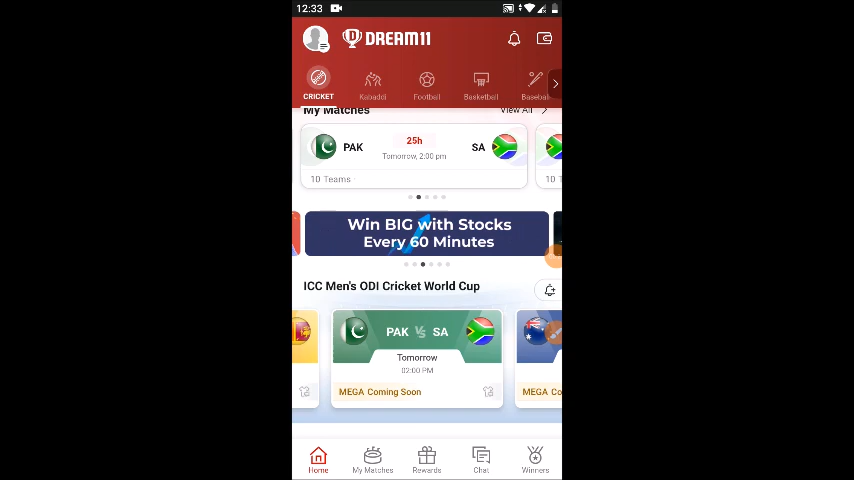 12:33
DREAM11
CRICKET Kabaddi Football Basketball Baseball
My Matches View All
PAK 25h Tomorrow, 2:00 pm SA
10 Teams
Win BIG with Stocks
Every 60 Minutes
ICC Men's ODI Cricket World Cup
PAK VS SA
Tomorrow
02:00 PM
MEGA Coming Soon MEGA Co
Home My Matches Rewards Chat Winners